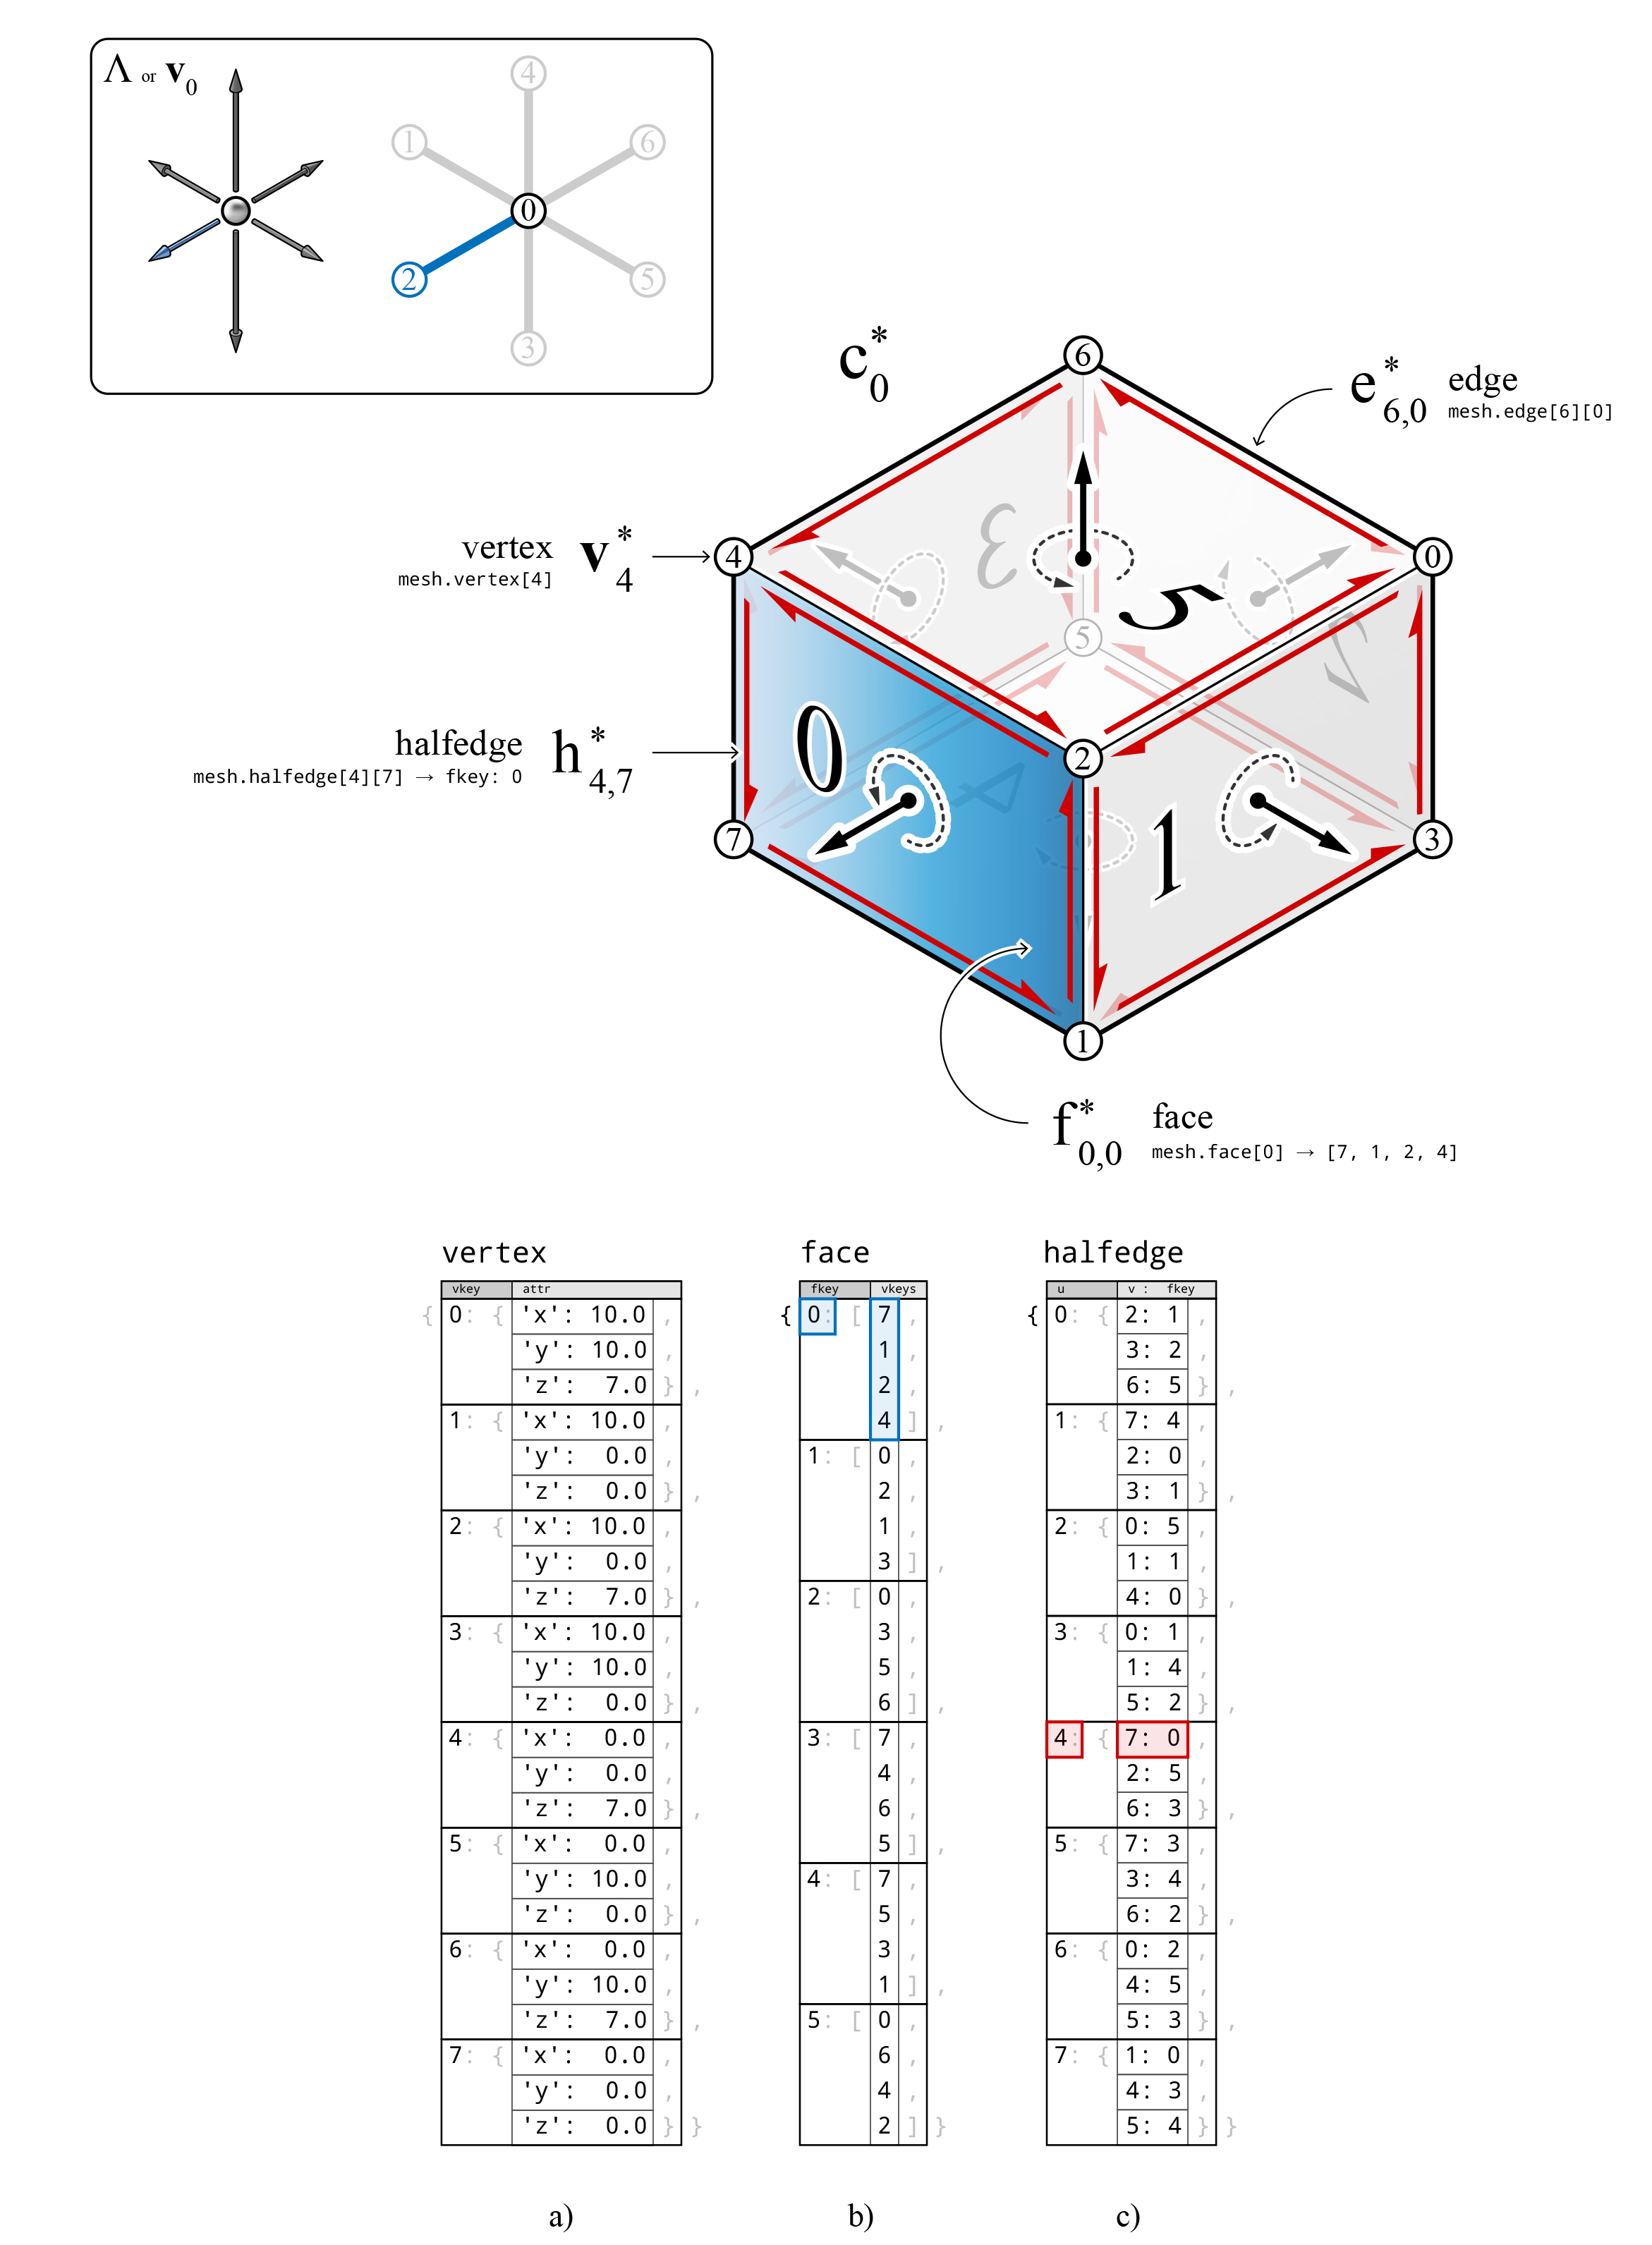 Λ or v0
4
1
6
0
2
5
3
c*0
6
e*6,0 edge
mesh.edge[6][0]
3
5
2
vertex v*4
mesh.vertex[4]
4
0
5
2
0
4
halfedge h*4,7
mesh.halfedge[4][7] → fkey: 0
7
1
3
1
f*0,0 face
mesh.face[0] → [7, 1, 2, 4]
vertex
vkey attr
{ 0: { 'x': 10.0 ,
'y': 10.0 ,
'z': 7.0 } ,
1: { 'x': 10.0 ,
'y': 0.0 ,
'z': 0.0 } ,
2: { 'x': 10.0 ,
'y': 0.0 ,
'z': 7.0 } ,
3: { 'x': 10.0 ,
'y': 10.0 ,
'z': 0.0 } ,
4: { 'x': 0.0 ,
'y': 0.0 ,
'z': 7.0 } ,
5: { 'x': 0.0 ,
'y': 10.0 ,
'z': 0.0 } ,
6: { 'x': 0.0 ,
'y': 10.0 ,
'z': 7.0 } ,
7: { 'x': 0.0 ,
'y': 0.0 ,
'z': 0.0 } }
a)
face
fkey vkeys
{ 0: [ 7 ,
1 ,
2 ,
4 ] ,
1: [ 0 ,
2 ,
1 ,
3 ] ,
2: [ 0 ,
3 ,
5 ,
6 ] ,
3: [ 7 ,
4 ,
6 ,
5 ] ,
4: [ 7 ,
5 ,
3 ,
1 ] ,
5: [ 0 ,
6 ,
4 ,
2 ] }
b)
halfedge
u v : fkey
{ 0: { 2: 1 ,
3: 2 ,
6: 5 } ,
1: { 7: 4 ,
2: 0 ,
3: 1 } ,
2: { 0: 5 ,
1: 1 ,
4: 0 } ,
3: { 0: 1 ,
1: 4 ,
5: 2 } ,
4: { 7: 0 ,
2: 5 ,
6: 3 } ,
5: { 7: 3 ,
3: 4 ,
6: 2 } ,
6: { 0: 2 ,
4: 5 ,
5: 3 } ,
7: { 1: 0 ,
4: 3 ,
5: 4 } }
c)